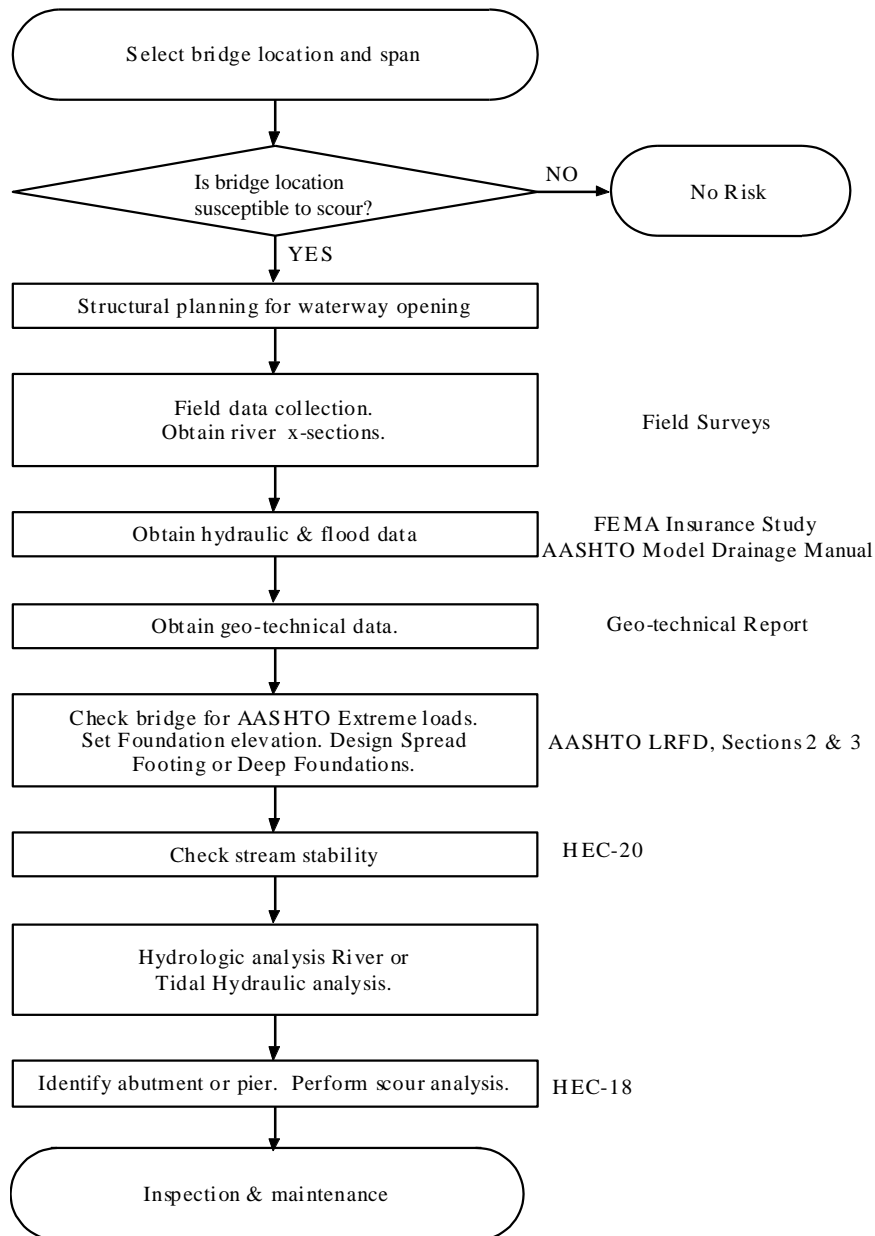 Select bridge location and span
Is bridge location
susceptible to scour?
NO
No Risk
YES
Structural planning for waterway opening
Field data collection.
Obtain river x-sections.
Field Surveys
Obtain hydraulic & flood data
FEMA Insurance Study
AASHTO Model Drainage Manual
Obtain geo-technical data.
Geo-technical Report
Check bridge for AASHTO Extreme loads.
Set Foundation elevation. Design Spread
Footing or Deep Foundations.
AASHTO LRFD, Sections 2 & 3
Check stream stability
HEC-20
Hydrologic analysis River or
Tidal Hydraulic analysis.
Identify abutment or pier. Perform scour analysis.
HEC-18
Inspection & maintenance